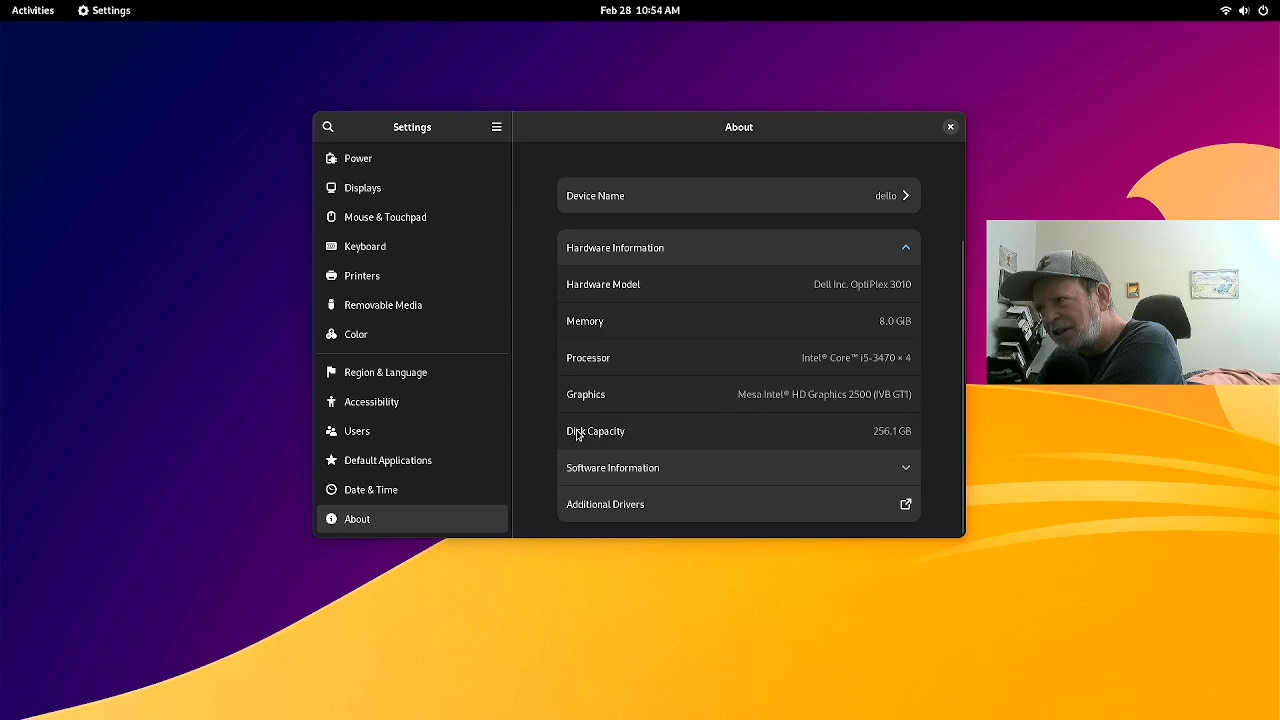 Activities Settings Feb 28 10:54 AM
Settings About
Power
Displays
Mouse & Touchpad
Keyboard
Printers
Removable Media
Color
Region & Language
Accessibility
Users
Default Applications
Date & Time
About
Device Name dello
Hardware Information
Hardware Model Dell Inc. OptiPlex 3010
Memory 8.0 GiB
Processor Intel® Core™ i5-3470 × 4
Graphics Mesa Intel® HD Graphics 2500 (IVB GT1)
Disk Capacity 256.1 GB
Software Information
Additional Drivers